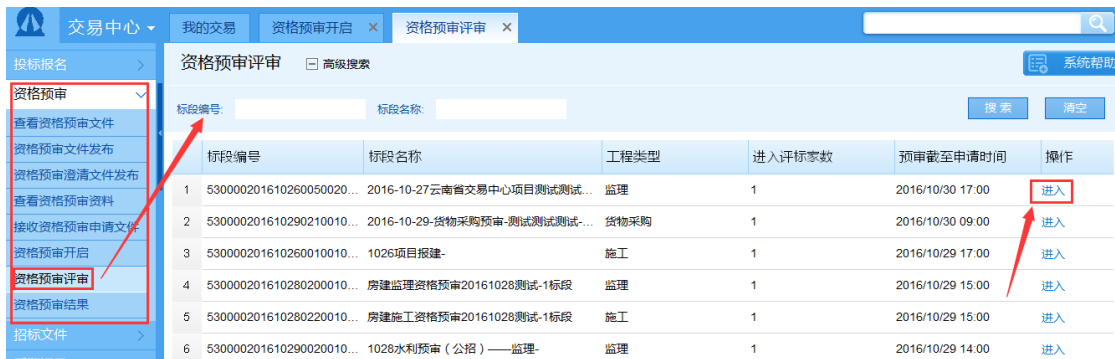 交易中心 我的交易 资格预审开启 × 资格预审评审 ×
投标报名
资格预审
查看资格预审文件
资格预审文件发布
资格预审澄清文件发布
查看资格预审资料
接收资格预审申请文件
资格预审开启
资格预审评审
资格预审结果
招标文件
资格预审评审 高级搜索 系统帮助
标段编号: 标段名称: 搜索 清空
标段编号 标段名称 工程类型 进入评标家数 预审截至申请时间 操作
1 530000201610260050020... 2016-10-27云南省交易中心项目测试测试... 监理 1 2016/10/30 17:00 进入
2 530000201610290210010... 2016-10-29-货物采购预审-测试测试测试-... 货物采购 1 2016/10/30 09:00 进入
3 530000201610260010010... 1026项目报建- 施工 1 2016/10/29 17:00 进入
4 530000201610280200010... 房建监理资格预审20161028测试-1标段 监理 1 2016/10/29 15:00 进入
5 530000201610280220010... 房建施工资格预审20161028测试-1标段 施工 1 2016/10/29 15:00 进入
6 530000201610290020010... 1028水利预审（公招）——监理- 监理 1 2016/10/29 14:00 进入